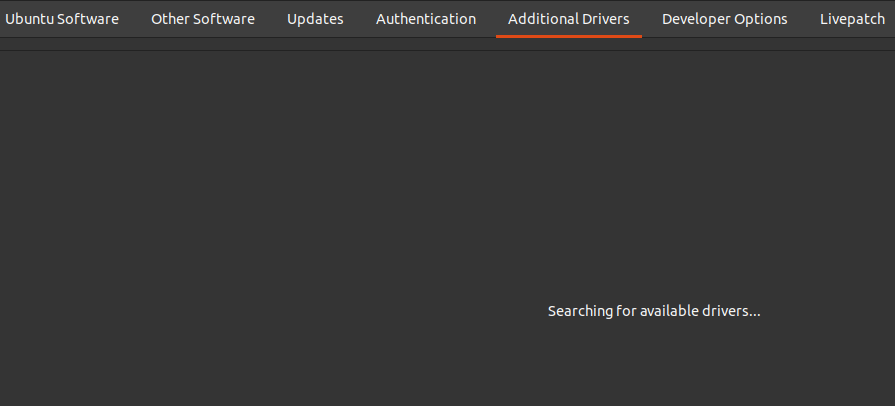 Ubuntu Software Other Software Updates Authentication Additional Drivers Developer Options Livepatch
Searching for available drivers...